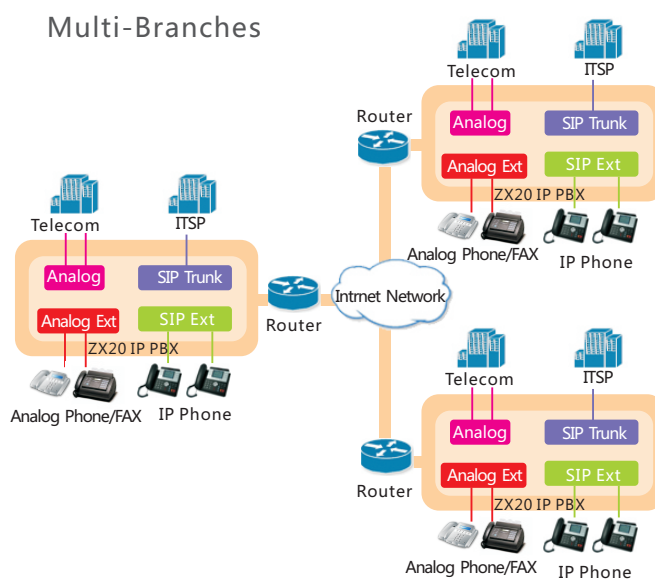 Multi-Branches
Telecom
ITSP
Router
Analog
SIP Trunk
Analog Ext
SIP Ext
ZX20 IP PBX
Analog Phone/FAX
IP Phone
Telecom
ITSP
Analog
SIP Trunk
Analog Ext
SIP Ext
ZX20 IP PBX
Analog Phone/FAX
IP Phone
Router
Intrnet Network
Telecom
ITSP
Analog
SIP Trunk
Router
Analog Ext
SIP Ext
ZX20 IP PBX
Analog Phone/FAX
IP Phone